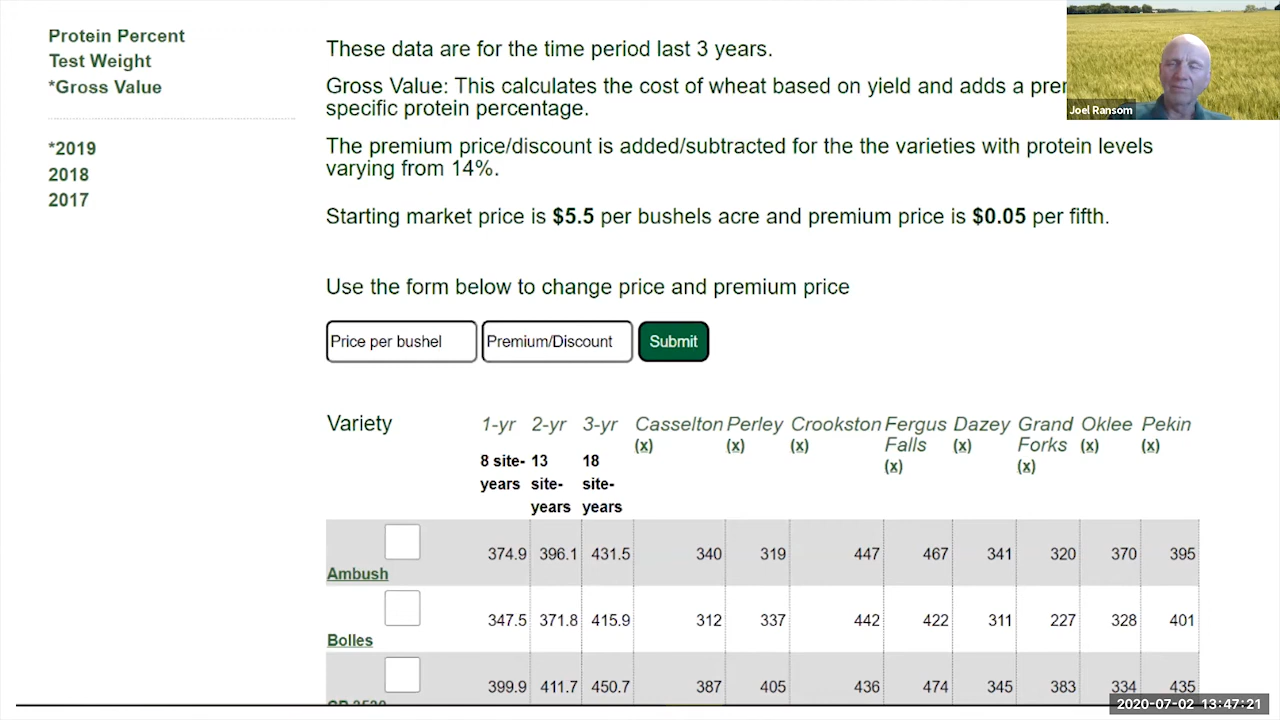 Protein Percent
Test Weight
*Gross Value
*2019
2018
2017
These data are for the time period last 3 years.
Gross Value: This calculates the cost of wheat based on yield and adds a
specific protein percentage.
The premium price/discount is added/subtracted for the the varieties with protein levels
varying from 14%.
Starting market price is $5.5 per bushels acre and premium price is $0.05 per fifth.
Use the form below to change price and premium price
Price per bushel Premium/Discount Submit
Variety 1-yr 2-yr 3-yr Casselton Perley Crookston Fergus Dazey Grand Oklee Pekin
(x) (x) (x) Falls (x) Forks (x) (x)
8 site- 13 18 (x) (x)
years site- site-
years years
374.9 396.1 431.5 340 319 447 467 341 320 370 395
Ambush
347.5 371.8 415.9 312 337 442 422 311 227 328 401
Bolles
399.9 411.7 450.7 387 405 436 474 345 383 334 435
Joel Ransom
2020-07-02 13:47:21